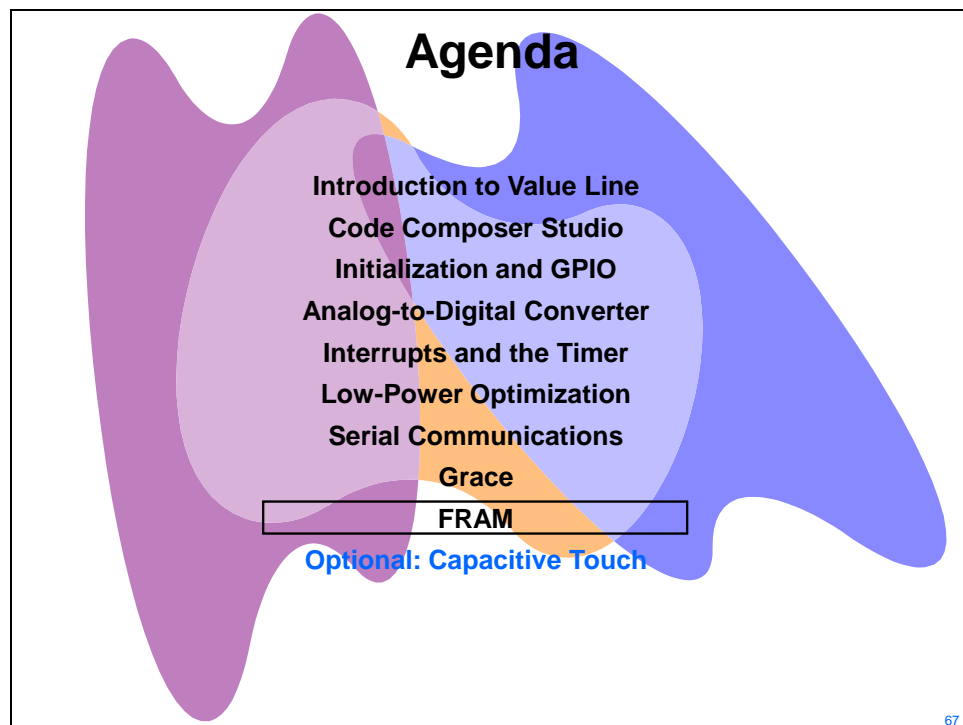 Agenda
Introduction to Value Line
Code Composer Studio
Initialization and GPIO
Analog-to-Digital Converter
Interrupts and the Timer
Low-Power Optimization
Serial Communications
Grace
FRAM
Optional: Capacitive Touch
67